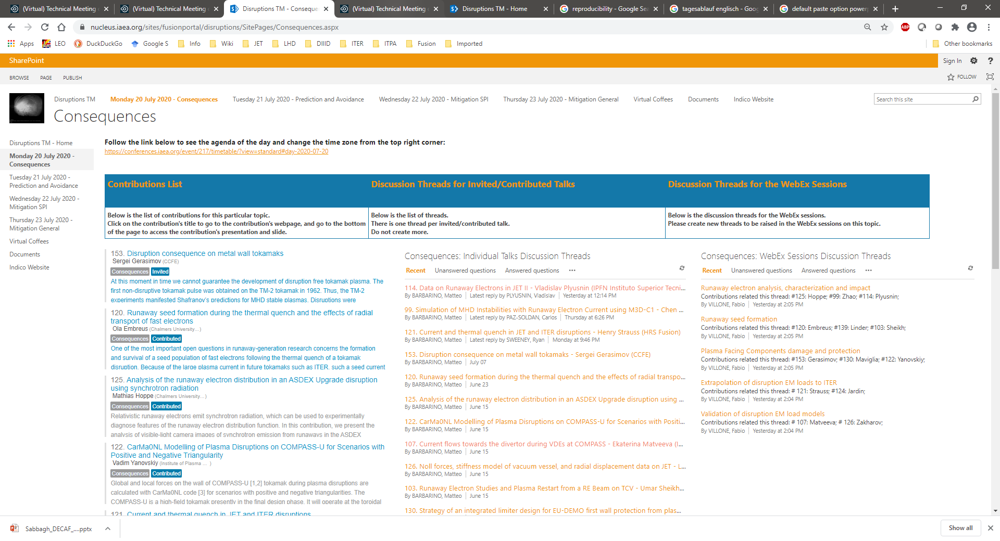 (Virtual) Technical Meeting
(Virtual) Technical Meeting
Disruptions TM - Consequen
(Virtual) Technical Meeting
Disruptions TM - Home
reproducibility - Google Se
tagesablauf englisch - Goog
default paste option power
nucleus.iaea.org/sites/fusionportal/disruptions/SitePages/Consequences.aspx
ABP
Apps LEO DuckDuckGo Google S Info Wiki JET LHD DIIID ITER ITPA Fusion Imported Other bookmarks
SharePoint
Sign In ?
BROWSE PAGE PUBLISH
FOLLOW
Disruptions TM Monday 20 July 2020 - Consequences Tuesday 21 July 2020 - Prediction and Avoidance Wednesday 22 July 2020 - Mitigation SPI Thursday 23 July 2020 - Mitigation General Virtual Coffees Documents Indico Website
Search this site
Consequences
Disruptions TM - Home
Monday 20 July 2020 -
Consequences
Tuesday 21 July 2020 -
Prediction and Avoidance
Wednesday 22 July 2020 -
Mitigation SPI
Thursday 23 July 2020 -
Mitigation General
Virtual Coffees
Documents
Indico Website
Follow the link below to see the agenda of the day and change the time zone from the top right corner:
https://conferences.iaea.org/event/217/timetable/?view=standard#day-2020-07-20
Contributions List
Below is the list of contributions for this particular topic.
Click on the contribution's title to go to the contribution's webpage, and go to the bottom
of the page to access the contribution's presentation and slide.
Discussion Threads for Invited/Contributed Talks
Below is the list of threads.
There is one thread per invited/contributed talk.
Do not create more.
Discussion Threads for the WebEx Sessions
Below is the discussion threads for the WebEx sessions.
Please create new threads to be raised in the WebEx sessions on this topic.
153. Disruption consequence on metal wall tokamaks
Sergei Gerasimov (CCFE)
Consequences Invited
At this moment in time we cannot guarantee the development of disruption free tokamak plasma. The
first non-disruptive tokamak pulse was obtained on the TM-2 tokamak in 1962. Thus, the TM-2
experiments manifested Shafranov's predictions for MHD stable plasmas. Disruptions were
120. Runaway seed formation during the thermal quench and the effects of radial
transport of fast electrons
Ola Embreus (Chalmers University... )
Consequences Contributed
One of the most important open questions in runaway-generation research concerns the formation
and survival of a seed population of fast electrons following the thermal quench of a tokamak
disruption. Because of the large plasma current in future tokamaks such as ITER, such a seed current
125. Analysis of the runaway electron distribution in an ASDEX Upgrade disruption
using synchrotron radiation
Mathias Hoppe (Chalmers University... )
Consequences Contributed
Relativistic runaway electrons emit synchrotron radiation, which can be used to experimentally
diagnose features of the runaway electron distribution function. In this contribution, we present the
analysis of visible-light camera images of synchrotron emission from runaways in the ASDEX
122. CarMa0NL Modelling of Plasma Disruptions on COMPASS-U for Scenarios with
Positive and Negative Triangularity
Vadim Yanovskiy (Institute of Plasma ... )
Consequences Contributed
Global and local forces on the wall of COMPASS-U [1,2] tokamak during plasma disruptions are
calculated with CarMa0NL code [3] for scenarios with positive and negative triangularities. The
COMPASS-U is a high-field tokamak presently in the final design phase. It will operate at the toroidal
121. Current and thermal quench in JET and ITER disruptions
Consequences: Individual Talks Discussion Threads
Recent Unanswered questions Answered questions ...
114. Data on Runaway Electrons in JET II - Vladislav Plyusnin (IPFN Instituto Superior Tecni...
By BARBARINO, Matteo | Latest reply by PLYUSNIN, Vladislav | Yesterday at 12:14 PM
99. Simulation of MHD Instabilities with Runaway Electron Current using M3D-C1 - Chen ...
By BARBARINO, Matteo | Latest reply by PAZ-SOLDAN, Carlos | Thursday at 6:26 PM
121. Current and thermal quench in JET and ITER disruptions - Henry Strauss (HRS Fusion)
By BARBARINO, Matteo | Latest reply by SWEENEY, Ryan | Monday at 9:46 PM
153. Disruption consequence on metal wall tokamaks - Sergei Gerasimov (CCFE)
By BARBARINO, Matteo | July 07
120. Runaway seed formation during the thermal quench and the effects of radial transpo...
By BARBARINO, Matteo | June 23
125. Analysis of the runaway electron distribution in an ASDEX Upgrade disruption using ...
By BARBARINO, Matteo | June 15
122. CarMa0NL Modelling of Plasma Disruptions on COMPASS-U for Scenarios with Positi...
By BARBARINO, Matteo | June 15
107. Current flows towards the divertor during VDEs at COMPASS - Ekaterina Matveeva (I...
By BARBARINO, Matteo | June 15
126. Noll forces, stiffness model of vacuum vessel, and radial displacement data on JET - L...
By BARBARINO, Matteo | June 15
103. Runaway Electron Studies and Plasma Restart from a RE Beam on TCV - Umar Sheikh...
By BARBARINO, Matteo | June 15
130. Strategy of an integrated limiter design for EU-DEMO first wall protection from plas...
Consequences: WebEx Sessions Discussion Threads
Recent Unanswered questions Answered questions ...
Runaway electron analysis, characterization and impact
Contributions related this thread: #125: Hoppe; #99: Zhao; #114: Plyusnin;
By VILLONE, Fabio | Yesterday at 2:05 PM
Runaway seed formation
Contributions related this thread: #120: Embreus; #139: Linder; #103: Sheikh;
By VILLONE, Fabio | Yesterday at 2:05 PM
Plasma Facing Components damage and protection
Contributions related this thread: #153: Gerasimov; #130: Maviglia; #122: Yanovskiy;
By VILLONE, Fabio | Yesterday at 2:05 PM
Extrapolation of disruption EM loads to ITER
Contributions related this thread: # 121: Strauss; #124: Jardin;
By VILLONE, Fabio | Yesterday at 2:04 PM
Validation of disruption EM load models
Contributions related this thread: # 107: Matveeva; # 126: Zakharov;
By VILLONE, Fabio | Yesterday at 2:04 PM
Sabbagh_DECAF_....pptx
Show all